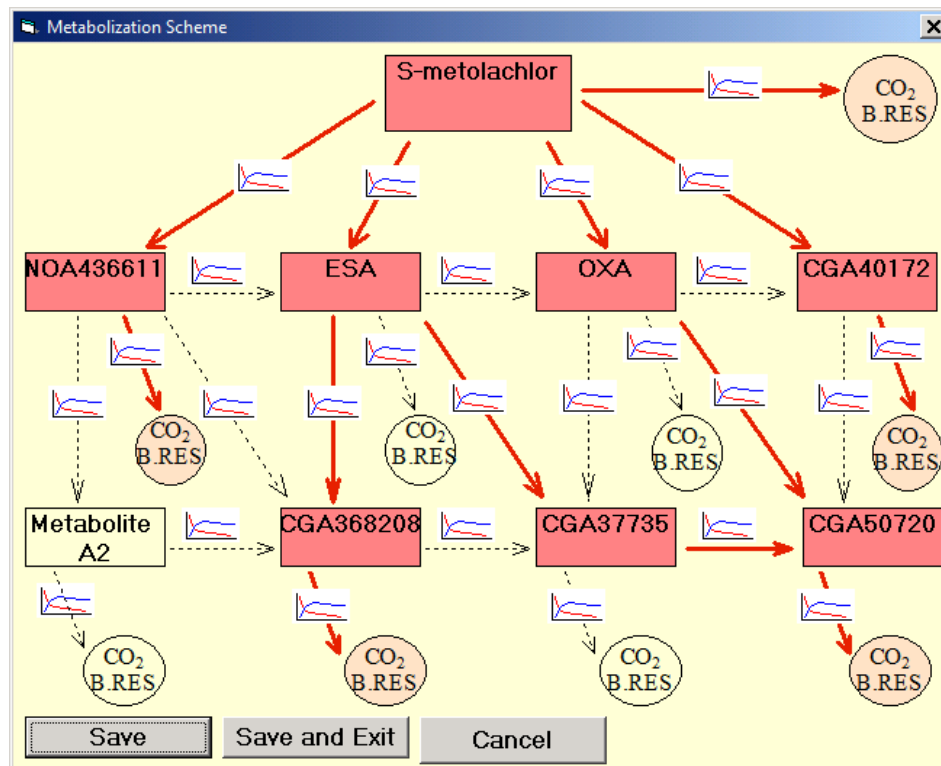 Metabolization Scheme
S-metolachlor
CO₂
B.RES
NOA436611
ESA
OXA
CGA40172
CO₂
B.RES
CO₂
B.RES
CO₂
B.RES
CO₂
B.RES
Metabolite
A2
CGA368208
CGA37735
CGA50720
CO₂
B.RES
CO₂
B.RES
CO₂
B.RES
CO₂
B.RES
Save
Save and Exit
Cancel